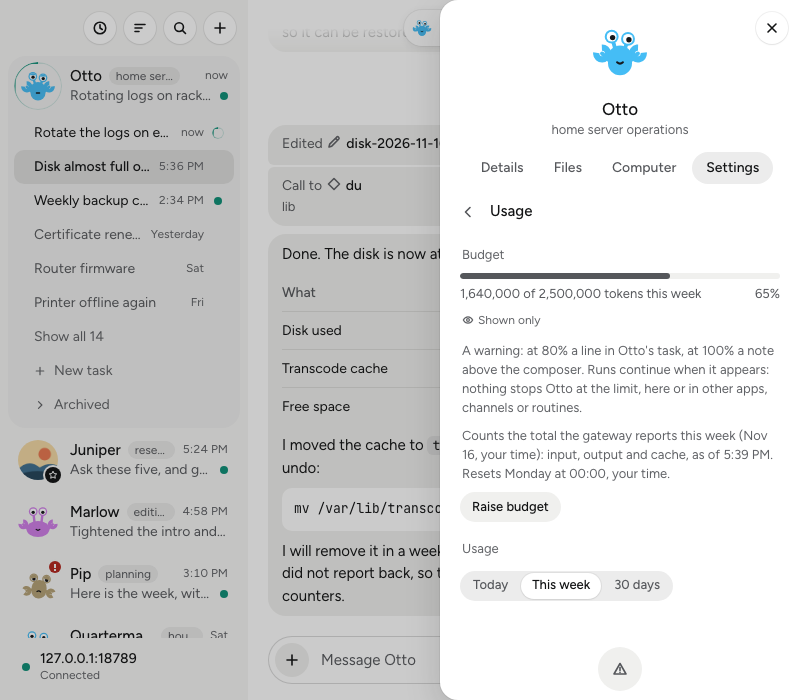 Otto
home ser...
now
Rotating logs on rack...
Rotate the logs on e...
now
Disk almost full o...
5:36 PM
Weekly backup c...
2:34 PM
Certificate rene...
Yesterday
Router firmware
Sat
Printer offline again
Fri
Show all 14
New task
Archived
Juniper
rese...
5:24 PM
Ask these five, and g...
Marlow
editi...
4:58 PM
Tightened the intro and...
Pip
planning
3:10 PM
Here is the week, wit...
Quarterma
hou...
Sat
127.0.0.1:18789
Connected
so it can be restor
Edited
disk-2026-11-1
Call to
du
lib
Done. The disk is now at
What
Disk used
Transcode cache
Free space
I moved the cache to
undo:
mv /var/lib/transco
I will remove it in a week
did not report back, so t
counters.
Message Otto
Otto
home server operations
Details
Files
Computer
Settings
Usage
Budget
1,640,000 of 2,500,000 tokens this week
65%
Shown only
A warning: at 80% a line in Otto's task, at 100% a note
above the composer. Runs continue when it appears:
nothing stops Otto at the limit, here or in other apps,
channels or routines.
Counts the total the gateway reports this week (Nov
16, your time): input, output and cache, as of 5:39 PM.
Resets Monday at 00:00, your time.
Raise budget
Usage
Today
This week
30 days